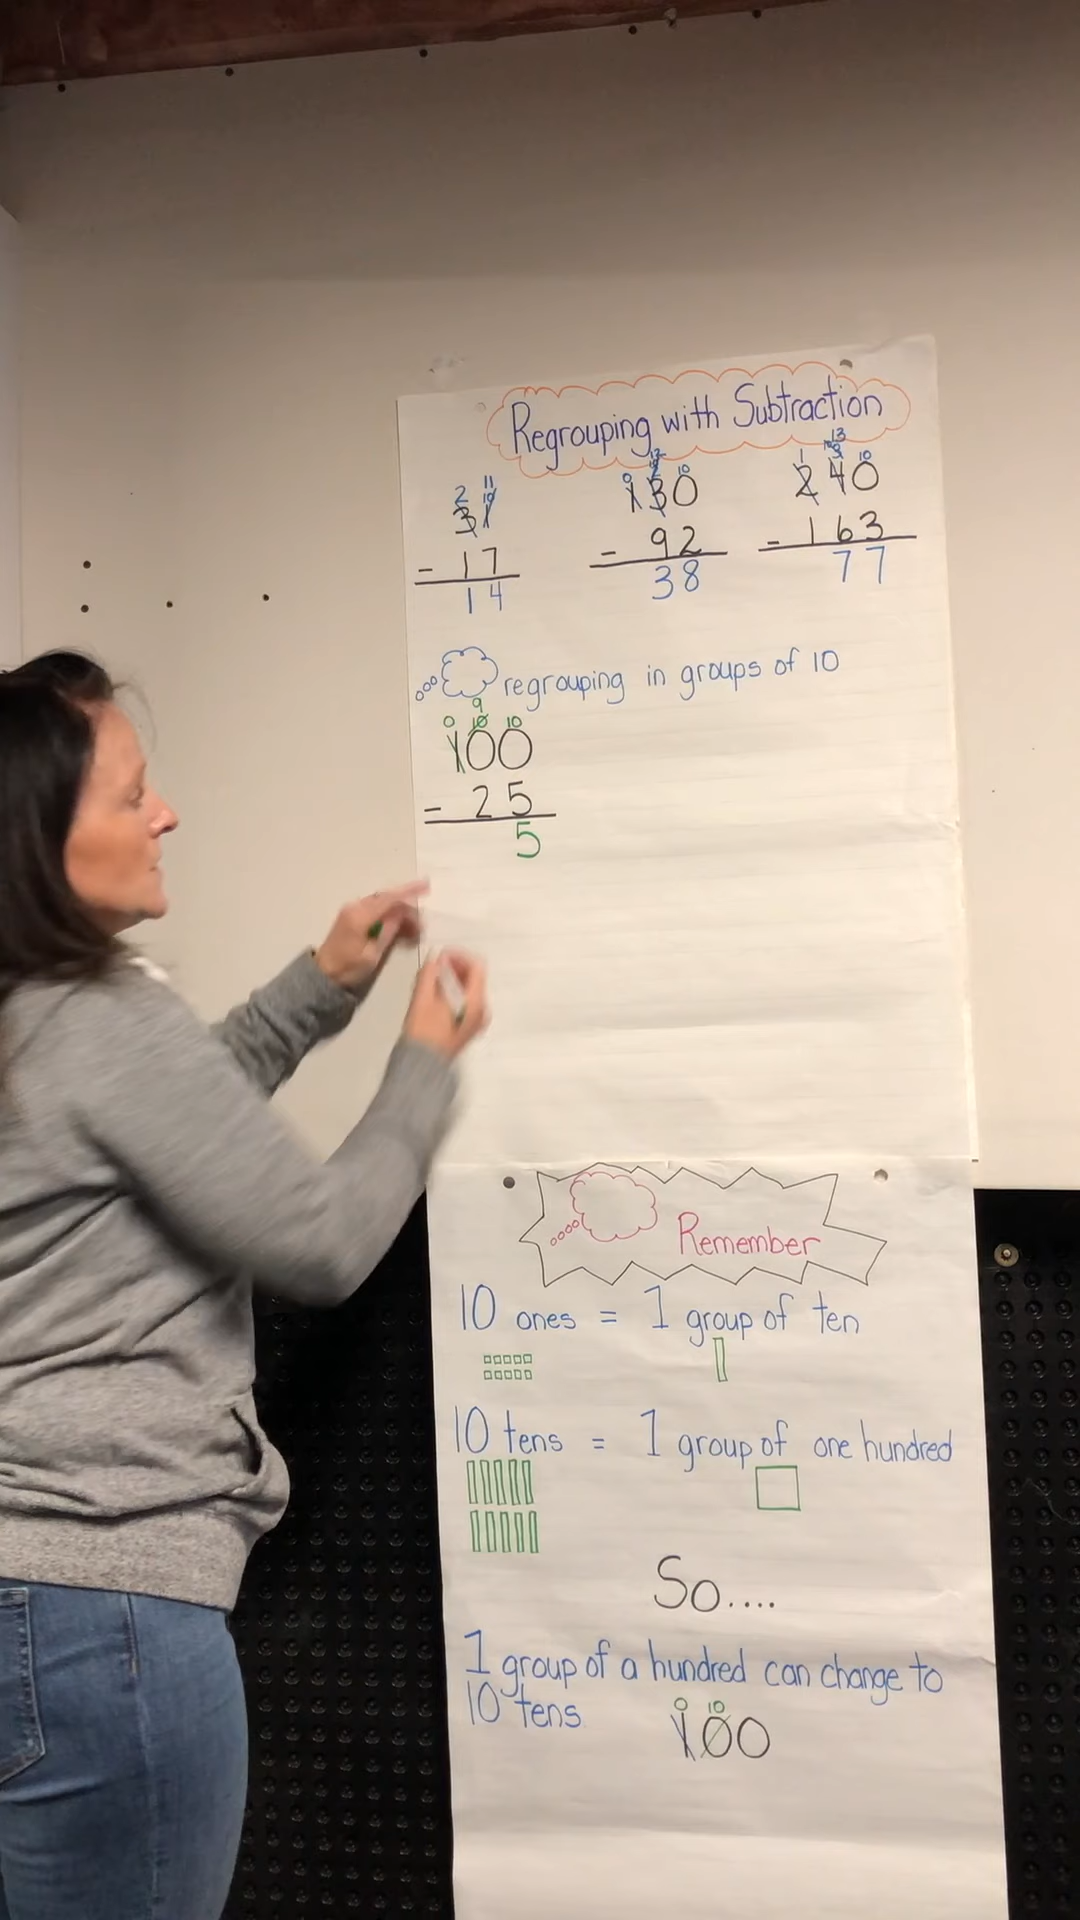 Regrouping with Subtraction
2 11
10
31
- 17
14
0 12 10
130
- 92
38
1 13 10
240
- 163
77
regrouping in groups of 10
9
0 10 10
100
- 25
5
Remember
10 ones = 1 group of ten
10 tens = 1 group of one hundred
So....
1 group of a hundred can change to
10 tens
0 10
100